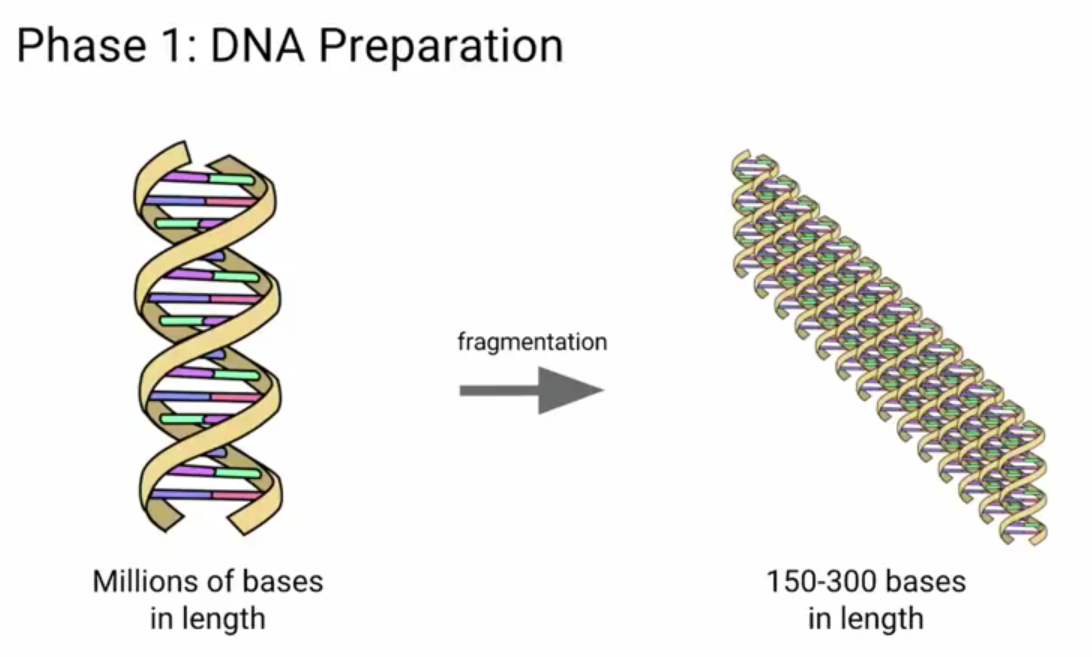 Phase 1: DNA Preparation
fragmentation
Millions of bases
in length
150-300 bases
in length